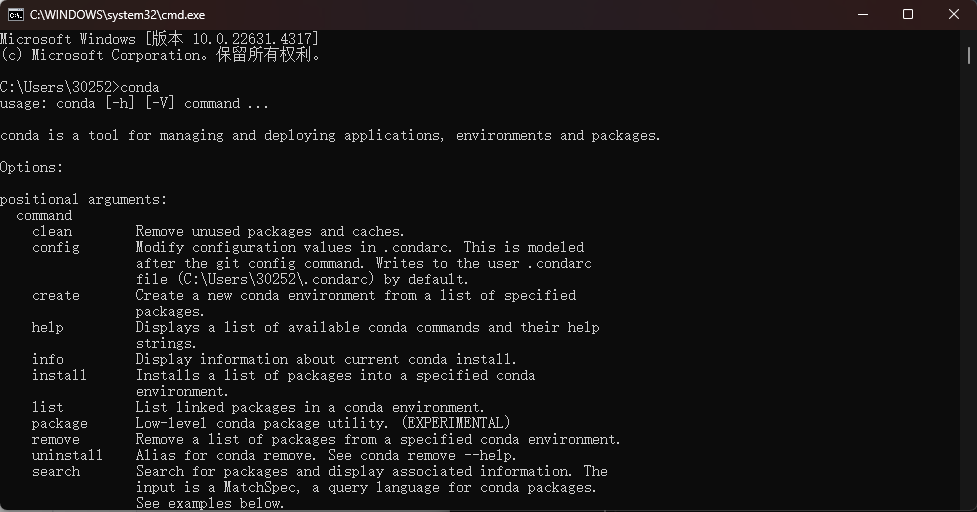 C:\WINDOWS\system32\cmd.exe
Microsoft Windows [版本 10.0.22631.4317]
(c) Microsoft Corporation。保留所有权利。
C:\Users\30252>conda
usage: conda [-h] [-V] command ...
conda is a tool for managing and deploying applications, environments and packages.
Options:
positional arguments:
command
clean Remove unused packages and caches.
config Modify configuration values in .condarc. This is modeled
after the git config command. Writes to the user .condarc
file (C:\Users\30252\.condarc) by default.
create Create a new conda environment from a list of specified
packages.
help Displays a list of available conda commands and their help
strings.
info Display information about current conda install.
install Installs a list of packages into a specified conda
environment.
list List linked packages in a conda environment.
package Low-level conda package utility. (EXPERIMENTAL)
remove Remove a list of packages from a specified conda environment.
uninstall Alias for conda remove. See conda remove --help.
search Search for packages and display associated information. The
input is a MatchSpec, a query language for conda packages.
See examples below.